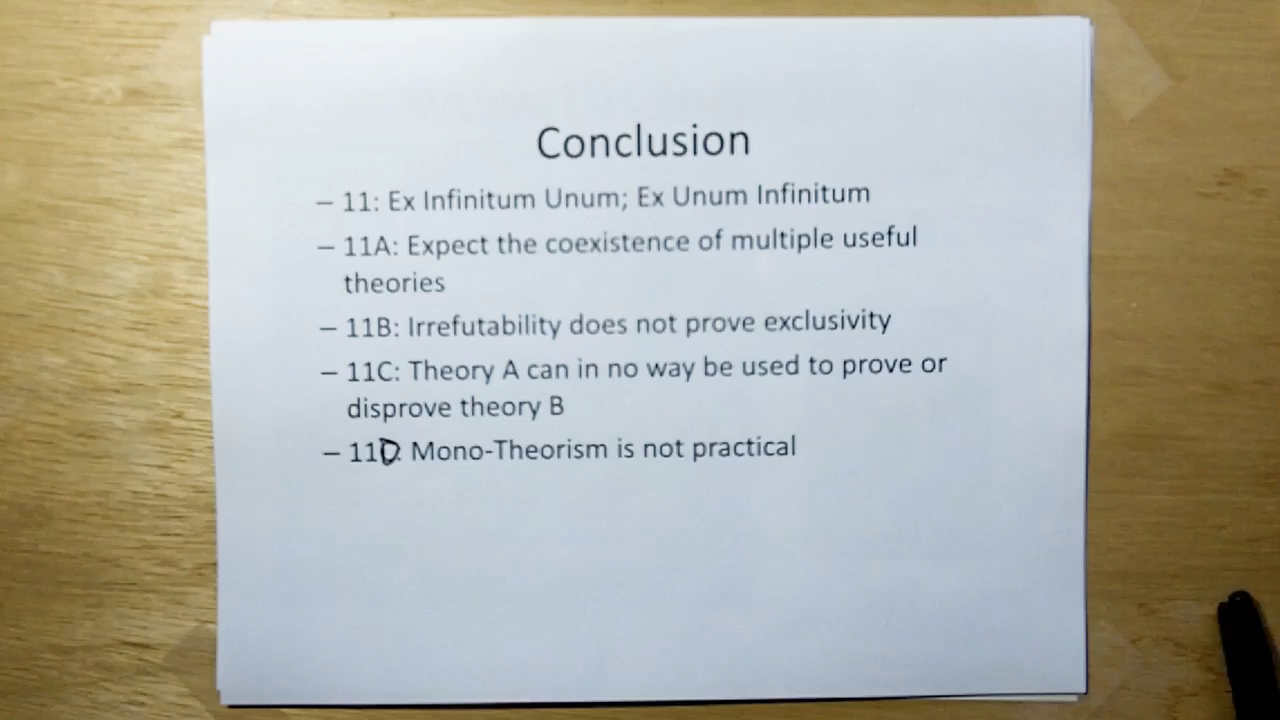 Conclusion
– 11: Ex Infinitum Unum; Ex Unum Infinitum
– 11A: Expect the coexistence of multiple useful
theories
– 11B: Irrefutability does not prove exclusivity
– 11C: Theory A can in no way be used to prove or
disprove theory B
– 11D: Mono-Theorism is not practical